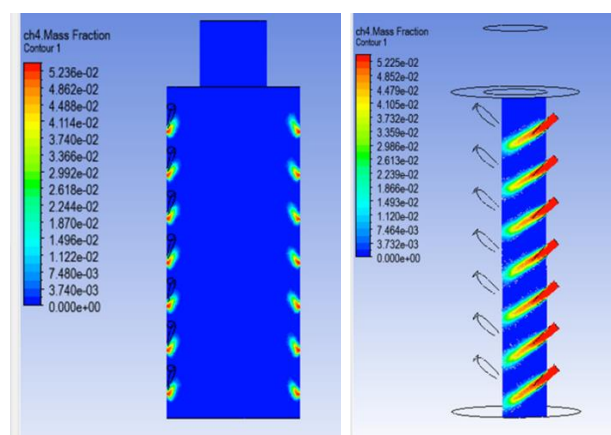 ch4.Mass Fraction
Contour 1
5.236e-02
4.862e-02
4.488e-02
4.114e-02
3.740e-02
3.366e-02
2.992e-02
2.618e-02
2.244e-02
1.870e-02
1.496e-02
1.122e-02
7.480e-03
3.740e-03
0.000e+00
ch4.Mass Fraction
Contour 1
5.225e-02
4.852e-02
4.479e-02
4.105e-02
3.732e-02
3.359e-02
2.986e-02
2.613e-02
2.239e-02
1.866e-02
1.493e-02
1.120e-02
7.464e-03
3.732e-03
0.000e+00